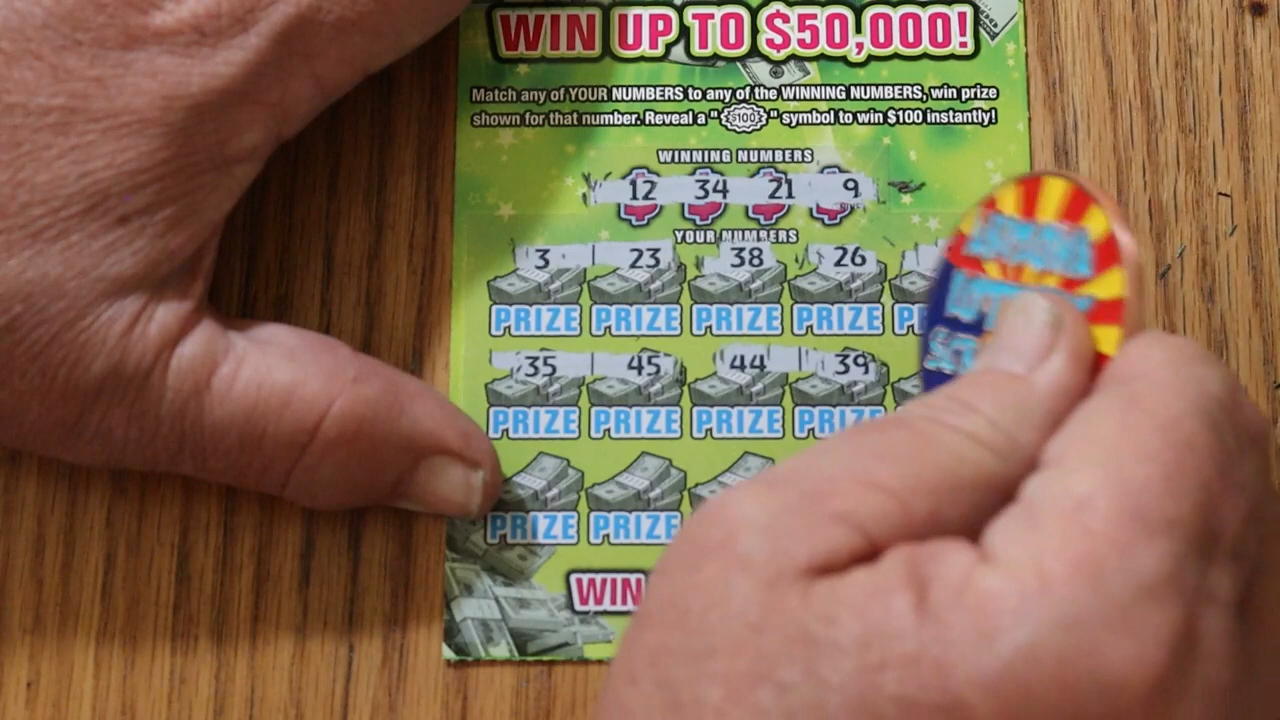 WIN UP TO $50,000!
Match any of YOUR NUMBERS to any of the WINNING NUMBERS, win prize
shown for that number. Reveal a "$100" symbol to win $100 instantly!
WINNING NUMBERS
12 34 21 9
YOUR NUMBERS
3 23 38 26
PRIZE PRIZE PRIZE PRIZE
35 45 44 39
PRIZE PRIZE PRIZE PRIZE
PRIZE PRIZE
WIN